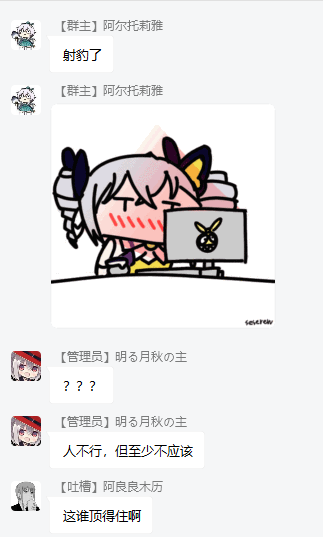 【群主】阿尔托莉雅
射豹了
【群主】阿尔托莉雅
seseren
【管理员】明る月秋の主
？？？
【管理员】明る月秋の主
人不行，但至少不应该
【吐槽】阿良良木历
这谁顶得住啊